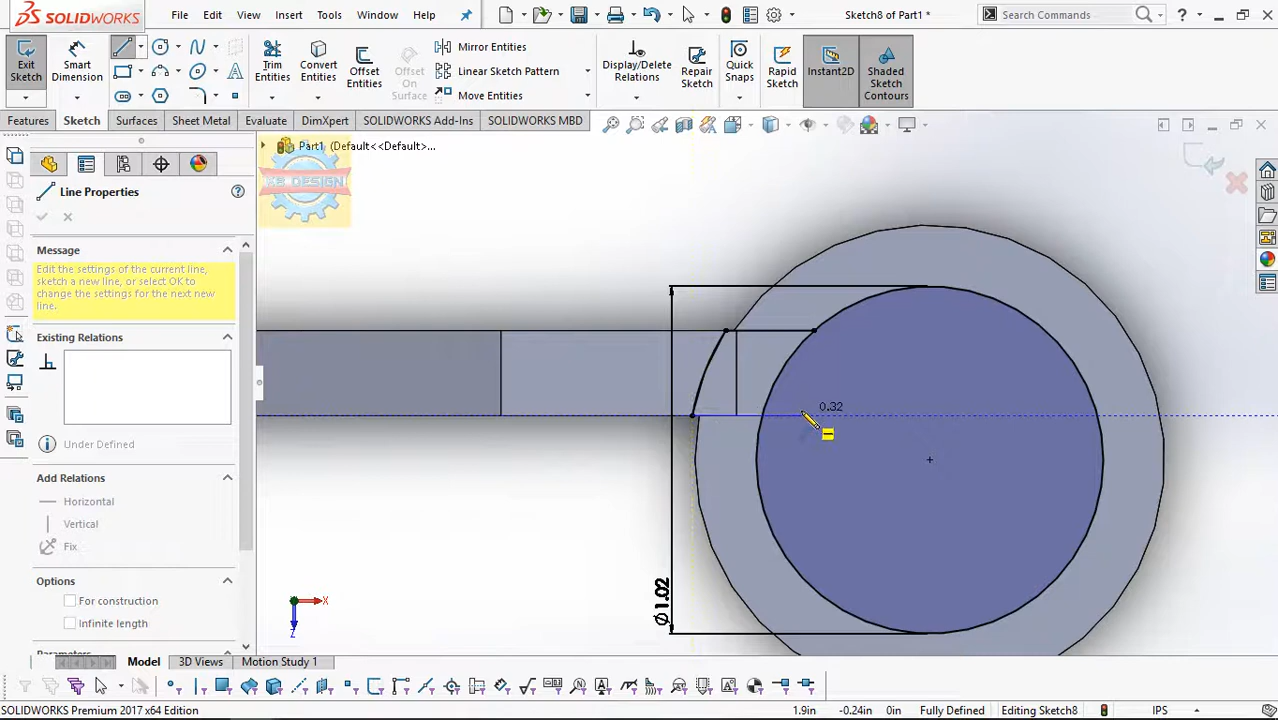 SOLIDWORKS
File Edit View Insert Tools Window Help
Sketch8 of Part1 *
Search Commands
Exit Sketch
Smart Dimension
Trim Entities
Convert Entities
Offset Entities
Offset On Surface
Mirror Entities
Linear Sketch Pattern
Move Entities
Display/Delete Relations
Repair Sketch
Quick Snaps
Rapid Sketch
Instant2D
Shaded Sketch Contours
Features Sketch Surfaces Sheet Metal Evaluate DimXpert SOLIDWORKS Add-Ins SOLIDWORKS MBD
Part1 (Default<<Default>...
DESIGN
Line Properties
Message
Edit the settings of the current line,
sketch a new line, or select OK to
change the settings for the next new
line.
Existing Relations
Under Defined
Add Relations
Horizontal
Vertical
Fix
Options
For construction
Infinite length
0.32
Ø1.02
X
Z
Model 3D Views Motion Study 1
SOLIDWORKS Premium 2017 x64 Edition
1.9in -0.24in 0in Fully Defined Editing Sketch8 IPS